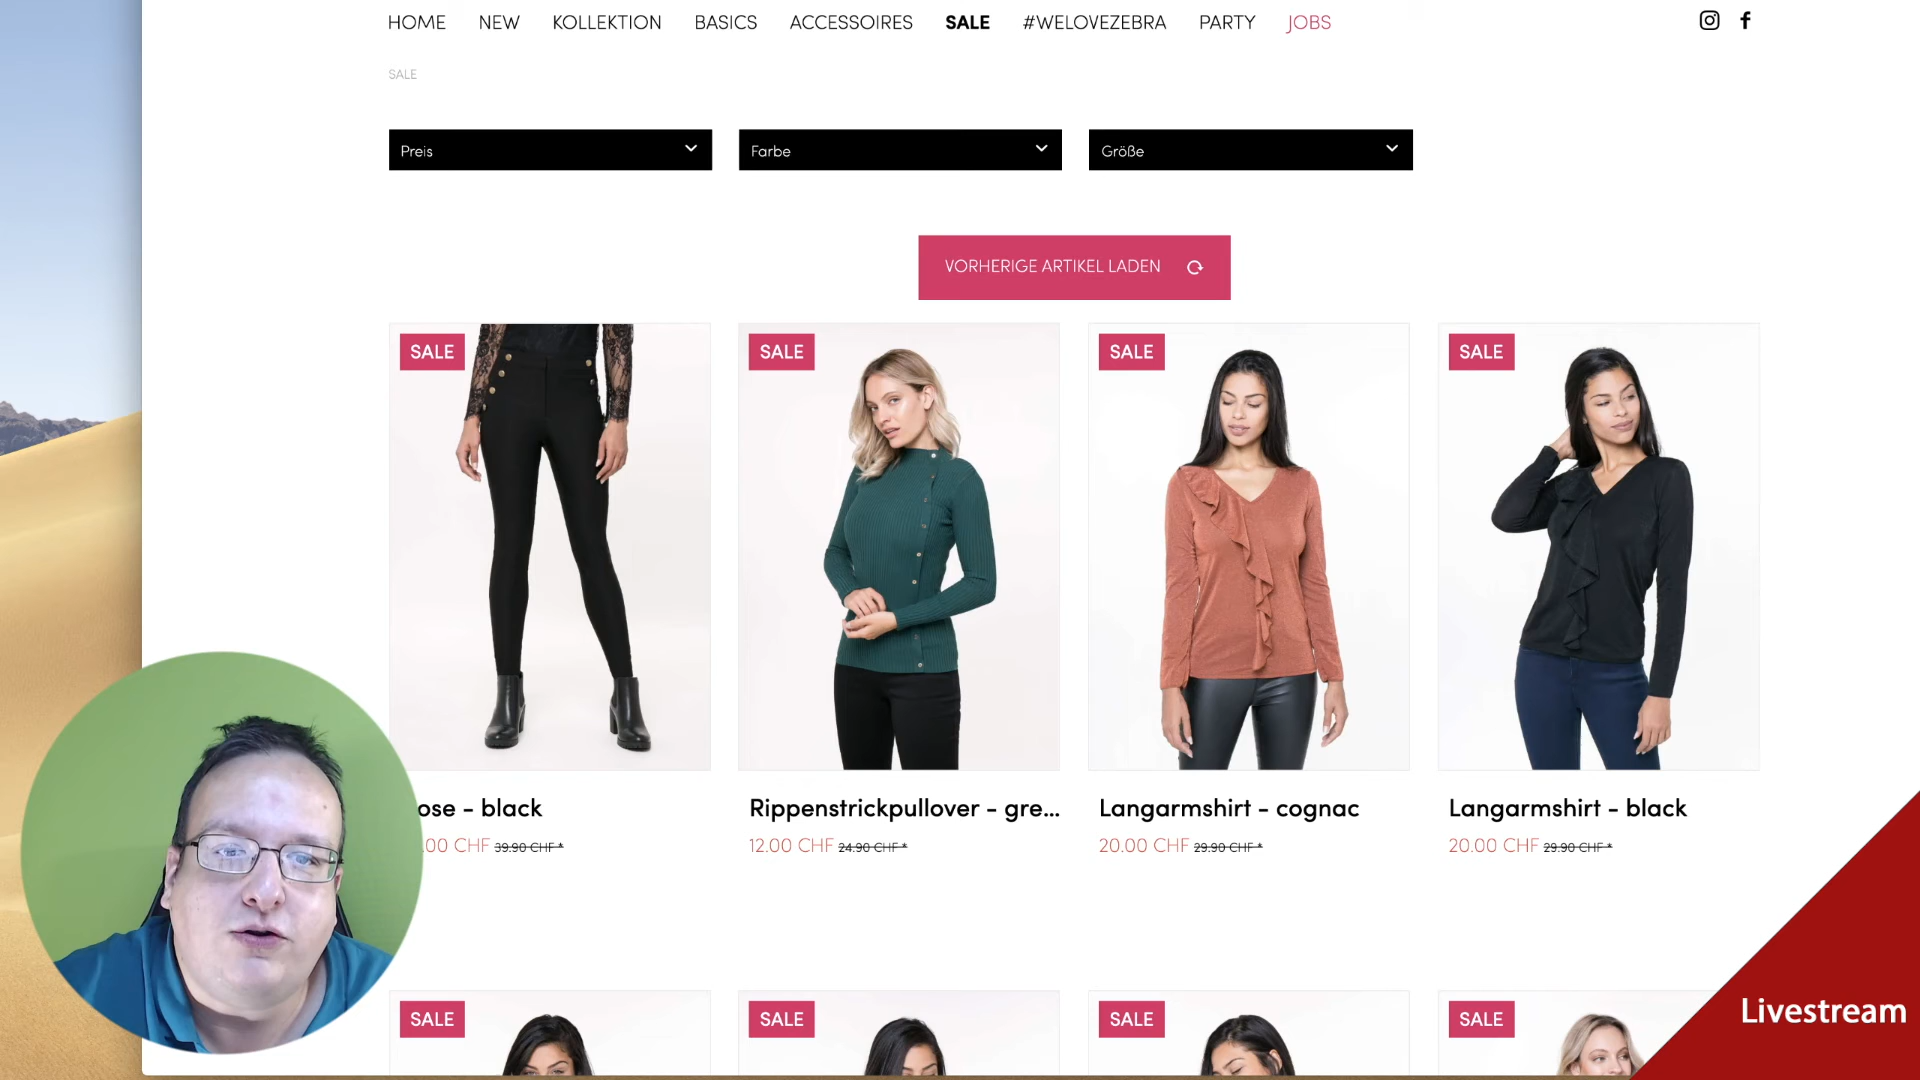 HOME NEW KOLLEKTION BASICS ACCESSOIRES SALE #WELOVEZEBRA PARTY JOBS
SALE
Preis Farbe Größe
VORHERIGE ARTIKEL LADEN
SALE SALE SALE SALE
ose - black Rippenstrickpullover - gre... Langarmshirt - cognac Langarmshirt - black
.00 CHF 39.90 CHF * 12.00 CHF 24.90 CHF * 20.00 CHF 29.90 CHF * 20.00 CHF 29.90 CHF *
SALE SALE SALE SALE
Livestream